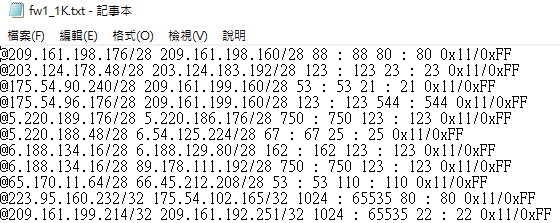 fw1_1K.txt - 記事本
檔案(F) 編輯(E) 格式(O) 檢視(V) 說明
@209.161.198.176/28 209.161.198.160/28 88 : 88 80 : 80 0x11/0xFF
@203.124.178.48/28 203.124.183.192/28 123 : 123 23 : 23 0x11/0xFF
@175.54.90.240/28 209.161.199.160/28 53 : 53 21 : 21 0x11/0xFF
@175.54.96.176/28 209.161.199.160/28 123 : 123 544 : 544 0x11/0xFF
@5.220.189.176/28 5.220.186.176/28 750 : 750 123 : 123 0x11/0xFF
@5.220.188.48/28 6.54.125.224/28 67 : 67 25 : 25 0x11/0xFF
@6.188.134.16/28 6.188.129.80/28 162 : 162 123 : 123 0x11/0xFF
@6.188.134.16/28 89.178.111.192/28 750 : 750 123 : 123 0x11/0xFF
@65.170.11.64/28 66.45.212.208/28 53 : 53 110 : 110 0x11/0xFF
@223.95.160.232/32 175.54.102.165/32 1024 : 65535 80 : 80 0x11/0xFF
@209.161.199.214/32 209.161.192.251/32 1024 : 65535 22 : 22 0x11/0xFF